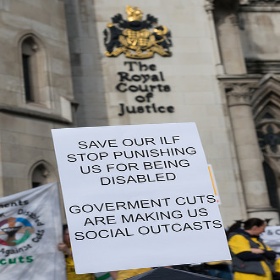 The
Royal
Courts
of
Justice
SAVE OUR ILF
STOP PUNISHING
US FOR BEING
DISABLED
GOVERMENT CUTS
ARE MAKING US
SOCIAL OUTCASTS
Against
cuts